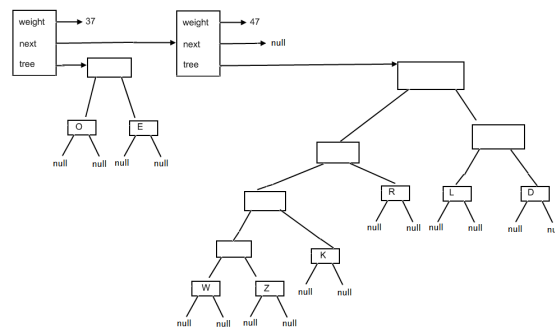 weight 37 weight 47
next next null
tree tree
O E
null null null null
R L D
null null null null null nu
K
W Z null null
null null null null